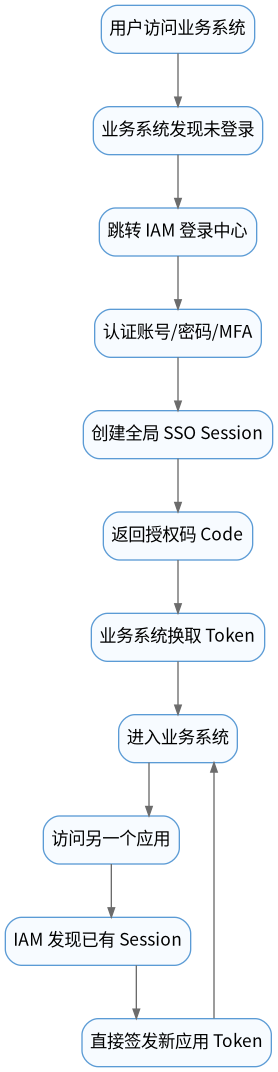 用户访问业务系统
业务系统发现未登录
跳转 IAM 登录中心
认证账号/密码/MFA
创建全局 SSO Session
返回授权码 Code
业务系统换取 Token
进入业务系统
访问另一个应用
IAM 发现已有 Session
直接签发新应用 Token